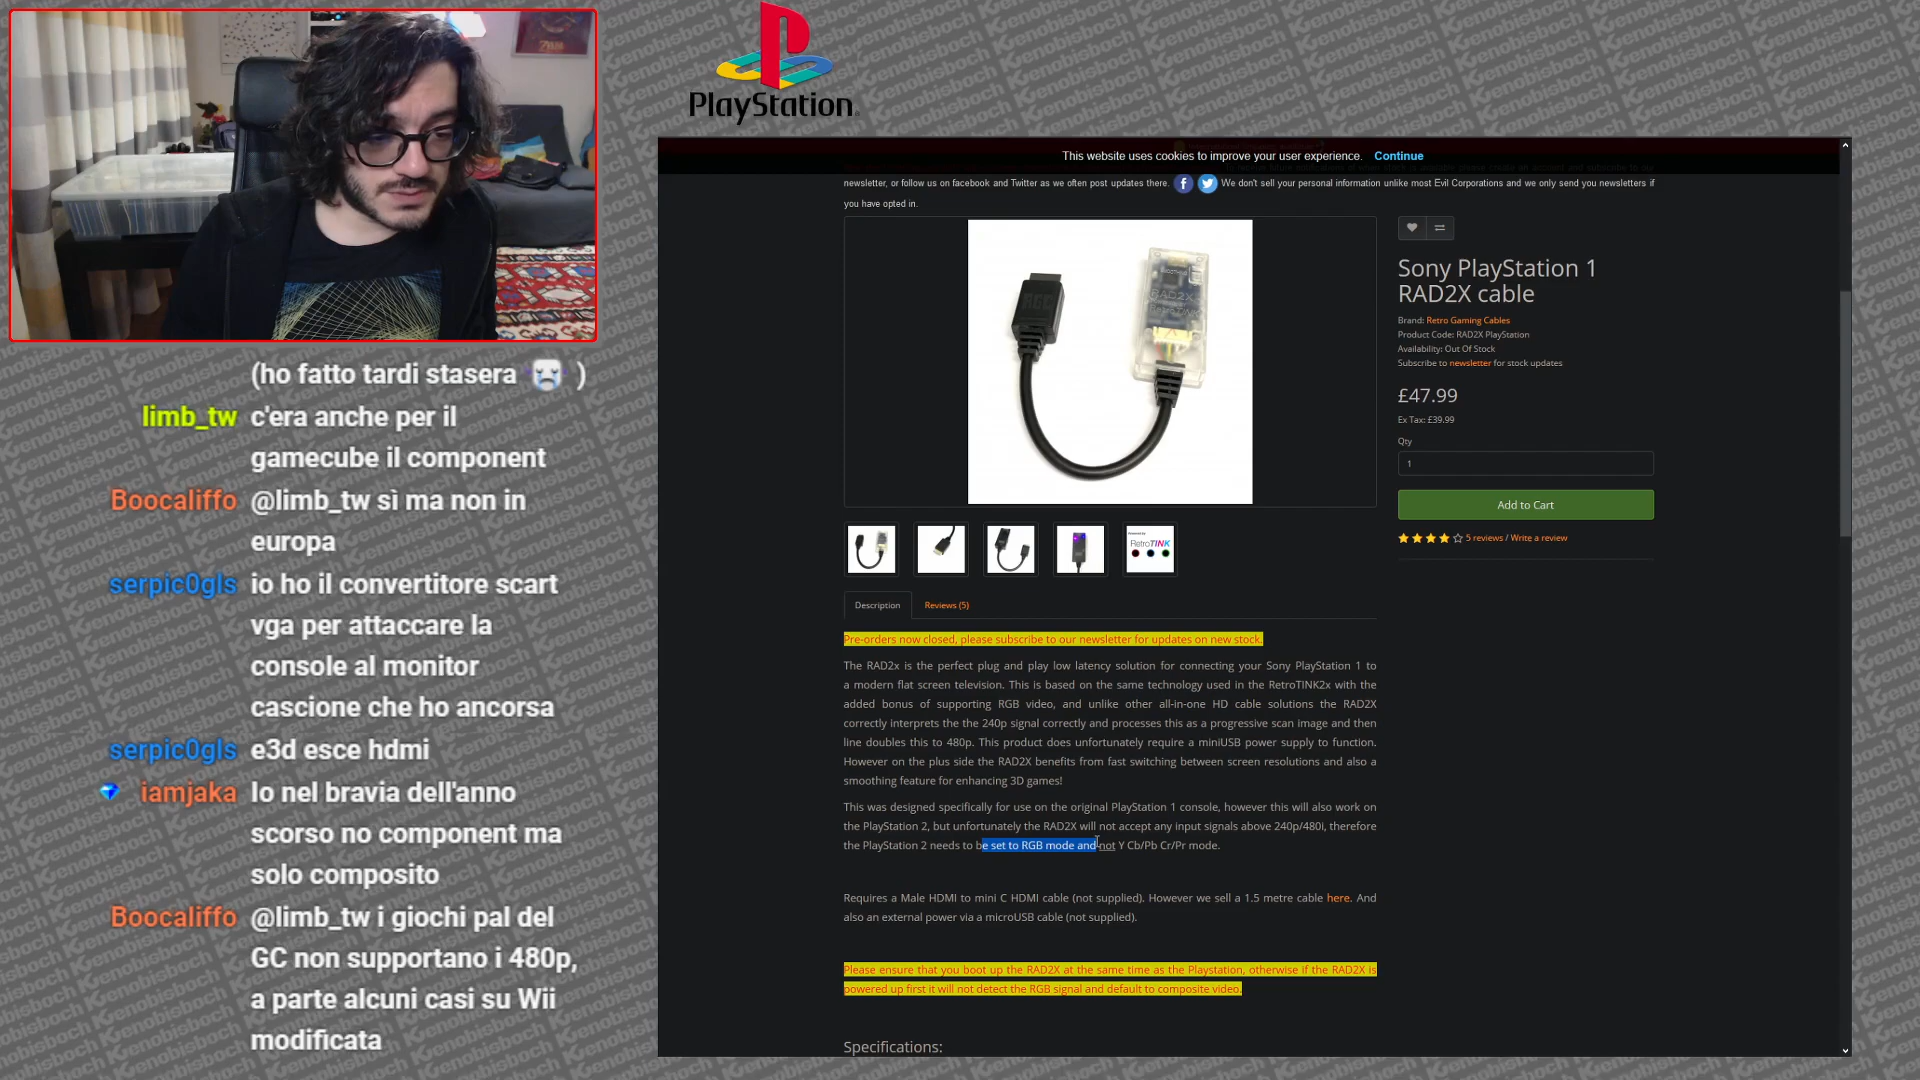 PlayStation
This website uses cookies to improve your user experience. Continue
newsletter, or follow us on facebook and Twitter as we often post updates there. We don't sell your personal information unlike most Evil Corporations and we only send you newsletters if
you have opted in.
Sony PlayStation 1
RAD2X cable
Brand: Retro Gaming Cables
Product Code: RAD2X PlayStation
Availability: Out Of Stock
Subscribe to newsletter for stock updates
£47.99
Ex Tax: £39.99
Qty
1
Add to Cart
5 reviews / Write a review
RAD2X
RetroTINK
Description
Reviews (5)
Pre-orders now closed, please subscribe to our newsletter for updates on new stock.
The RAD2x is the perfect plug and play low latency solution for connecting your Sony PlayStation 1 to
a modern flat screen television. This is based on the same technology used in the RetroTINK2x with the
added bonus of supporting RGB video, and unlike other all-in-one HD cable solutions the RAD2X
correctly interprets the the 240p signal correctly and processes this as a progressive scan image and then
line doubles this to 480p. This product does unfortunately require a miniUSB power supply to function.
However on the plus side the RAD2X benefits from fast switching between screen resolutions and also a
smoothing feature for enhancing 3D games!
This was designed specifically for use on the original PlayStation 1 console, however this will also work on
the PlayStation 2, but unfortunately the RAD2X will not accept any input signals above 240p/480i, therefore
the PlayStation 2 needs to be set to RGB mode and not Y Cb/Pb Cr/Pr mode.
Requires a Male HDMI to mini C HDMI cable (not supplied). However we sell a 1.5 metre cable here. And
also an external power via a microUSB cable (not supplied).
Please ensure that you boot up the RAD2X at the same time as the Playstation, otherwise if the RAD2X is
powered up first it will not detect the RGB signal and default to composite video.
Specifications:
(ho fatto tardi stasera )
limb_tw c'era anche per il
gamecube il component
Boocaliffo @limb_tw sì ma non in
europa
serpic0gls io ho il convertitore scart
vga per attaccare la
console al monitor
cascione che ho ancorsa
serpic0gls e3d esce hdmi
iamjaka Io nel bravia dell'anno
scorso no component ma
solo composito
Boocaliffo @limb_tw i giochi pal del
GC non supportano i 480p,
a parte alcuni casi su Wii
modificata
Kenobisboch